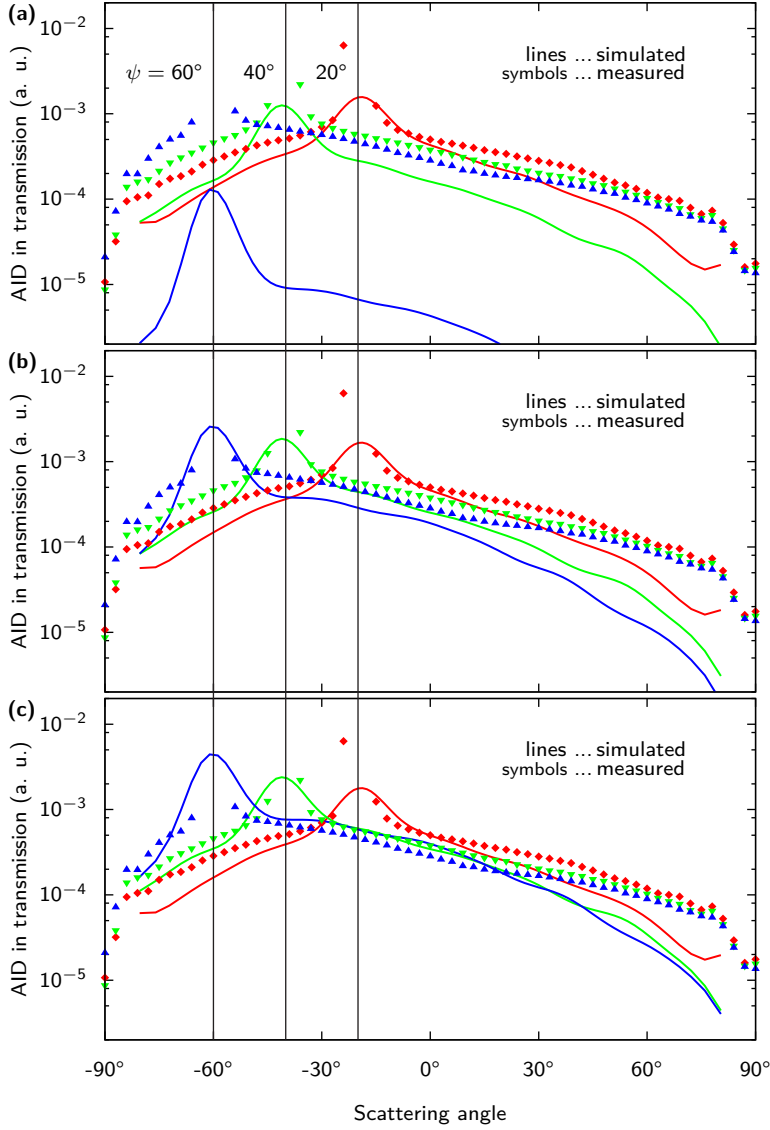 (a)
10⁻²
10⁻³
10⁻⁴
10⁻⁵
AID in transmission (a. u.)
ψ = 60° 40° 20°
lines ... simulated
symbols ... measured
(b)
10⁻²
10⁻³
10⁻⁴
10⁻⁵
AID in transmission (a. u.)
lines ... simulated
symbols ... measured
(c)
10⁻²
10⁻³
10⁻⁴
10⁻⁵
AID in transmission (a. u.)
lines ... simulated
symbols ... measured
-90° -60° -30° 0° 30° 60° 90°
Scattering angle